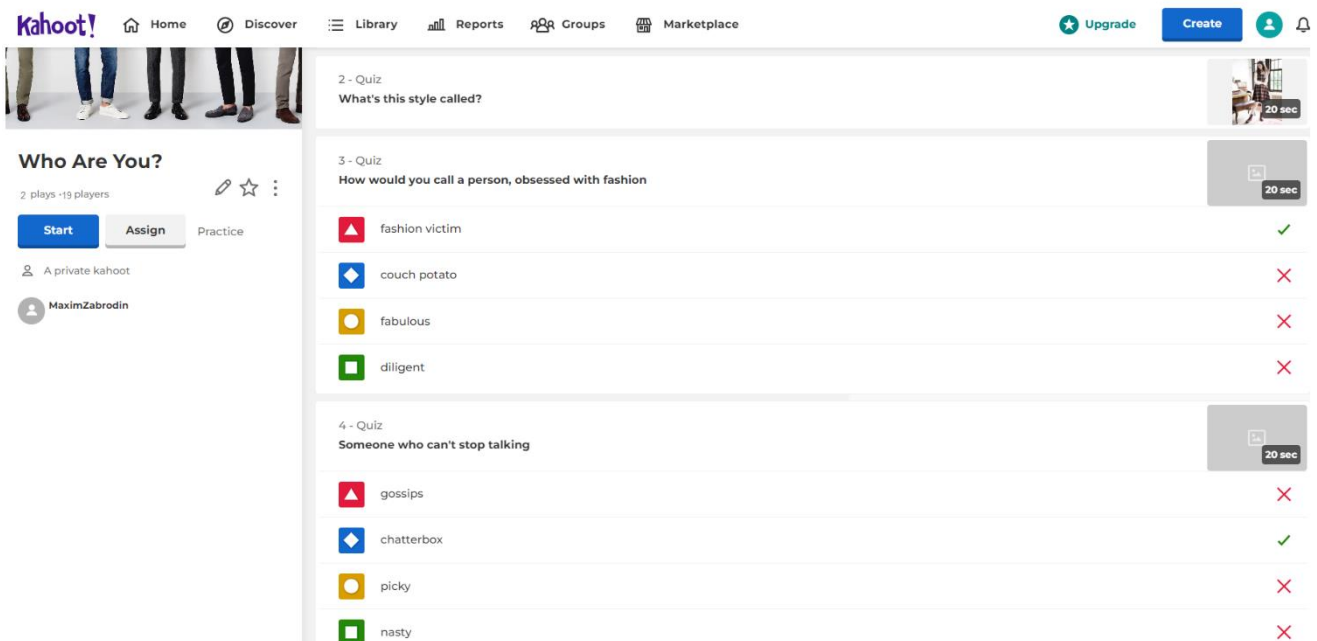 Kahoot! Home Discover Library Reports Groups Marketplace Upgrade Create
Who Are You?
2 plays -19 players
Start Assign Practice
A private kahoot
MaximZabrodin
2 - Quiz
What's this style called?
20 sec
3 - Quiz
How would you call a person, obsessed with fashion
20 sec
fashion victim
couch potato
fabulous
diligent
4 - Quiz
Someone who can't stop talking
20 sec
gossips
chatterbox
picky
nasty